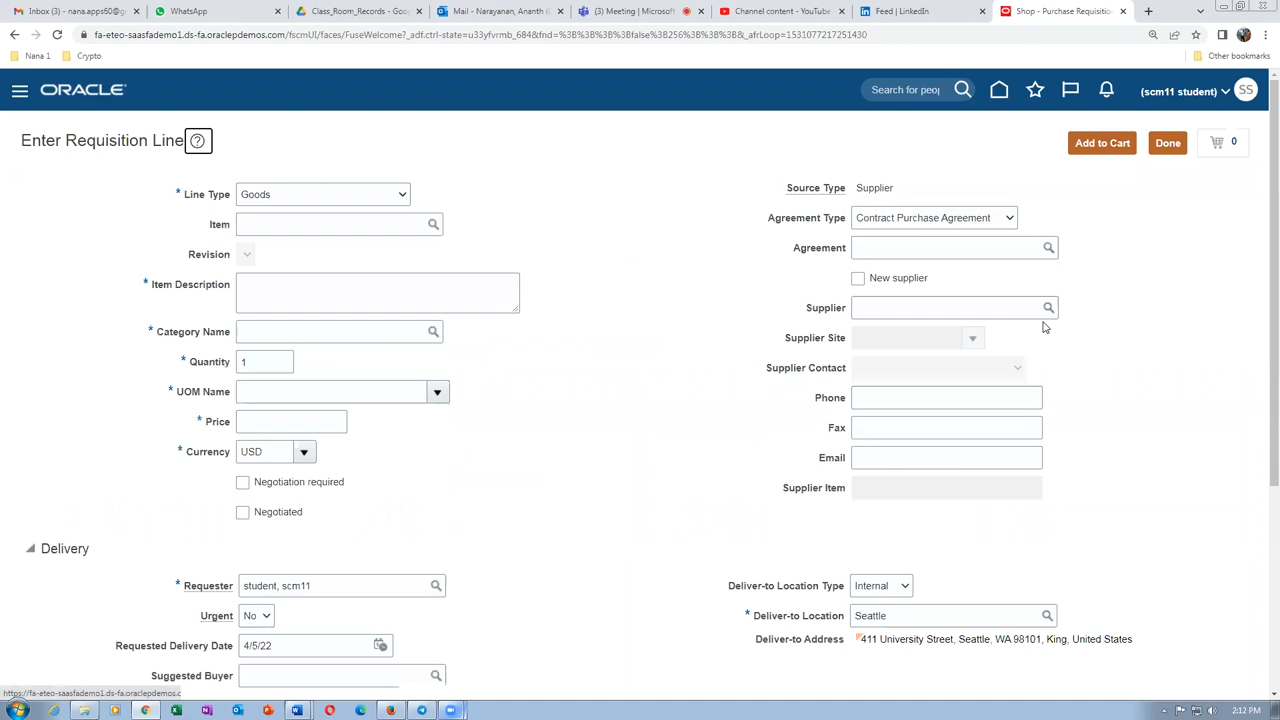 Inbox (64) - nana.apps60@gm
WhatsApp
Class_Room_Records - Goog
Mail - Narayanan, Ananth (C
Meeting | Microsoft
Channel content - YouTube
Feed | LinkedIn
Shop - Purchase Requisition
fa-eteo-saasfademo1.ds-fa.oraclepdemos.com/fscmUI/faces/FuseWelcome?_adf.ctrl-state=u33yfvrmb_684&fnd=%3B%3B%3B%3Bfalse%3B256%3B%3B%3B&_afrLoop=1531077217251430
Nana 1
Crypto
Other bookmarks
ORACLE
Search for peop
(scm11 student)
SS
Enter Requisition Line
Add to Cart
Done
0
* Line Type Goods
Item
Revision
* Item Description
* Category Name
* Quantity 1
* UOM Name
* Price
* Currency USD
Negotiation required
Negotiated
Source Type Supplier
Agreement Type Contract Purchase Agreement
Agreement
New supplier
Supplier
Supplier Site
Supplier Contact
Phone
Fax
Email
Supplier Item
Delivery
* Requester student, scm11
Urgent No
Requested Delivery Date 4/5/22
Suggested Buyer
Deliver-to Location Type Internal
* Deliver-to Location Seattle
Deliver-to Address 411 University Street, Seattle, WA 98101, King, United States
https://fa-eteo-saasfademo1.ds-fa.oraclepdemos.c
2:12 PM